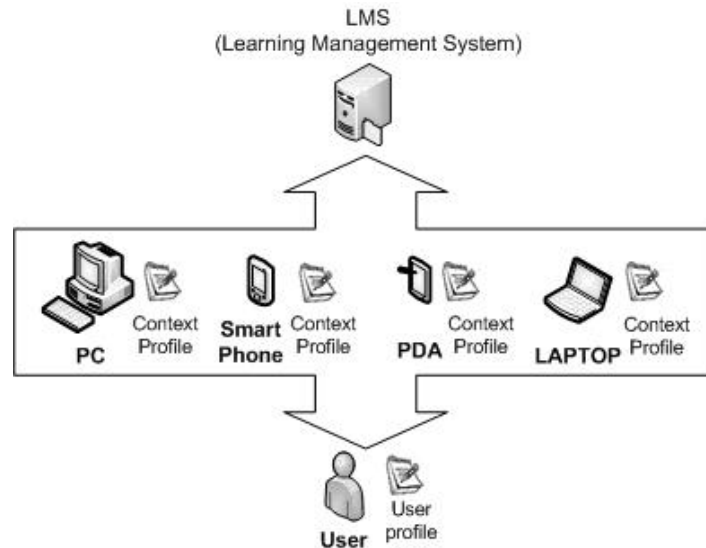 LMS
(Learning Management System)
PC
Context
Profile
Smart
Phone
Context
Profile
PDA
Context
Profile
LAPTOP
Context
Profile
User
User
profile